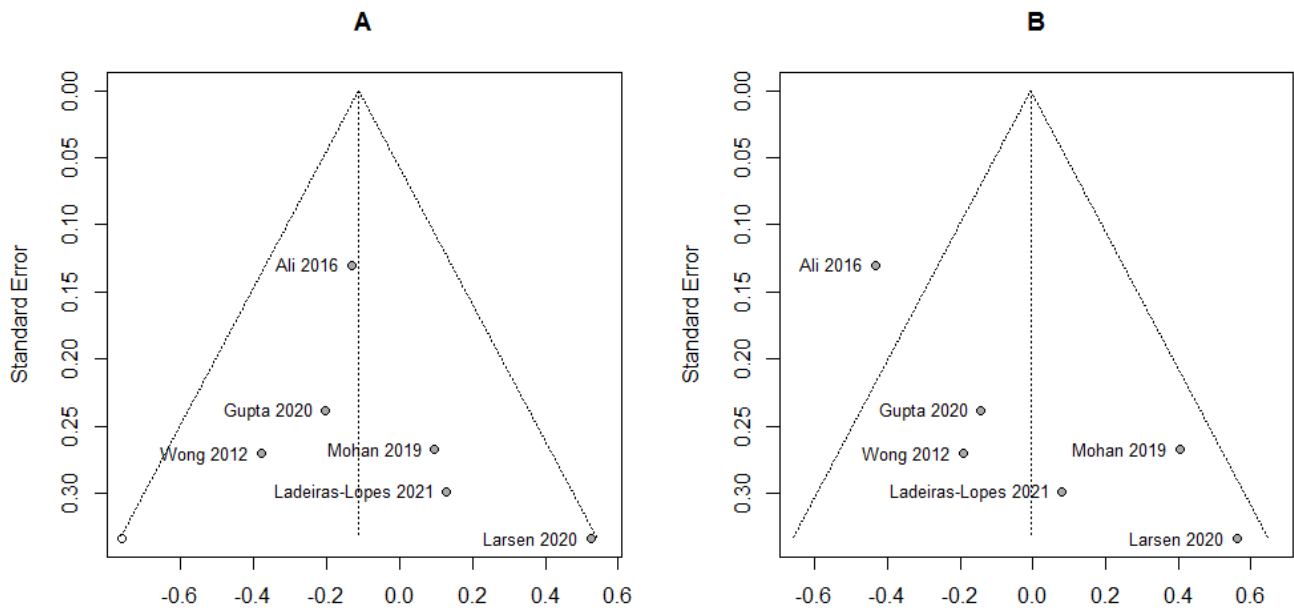 A
B
Standard Error
0.00
0.05
0.10
0.15
0.20
0.25
0.30
Ali 2016
Gupta 2020
Wong 2012
Mohan 2019
Ladeiras-Lopes 2021
Larsen 2020
-0.6
-0.4
-0.2
0.0
0.2
0.4
0.6
Standard Error
0.00
0.05
0.10
0.15
0.20
0.25
0.30
Ali 2016
Gupta 2020
Wong 2012
Mohan 2019
Ladeiras-Lopes 2021
Larsen 2020
-0.6
-0.4
-0.2
0.0
0.2
0.4
0.6